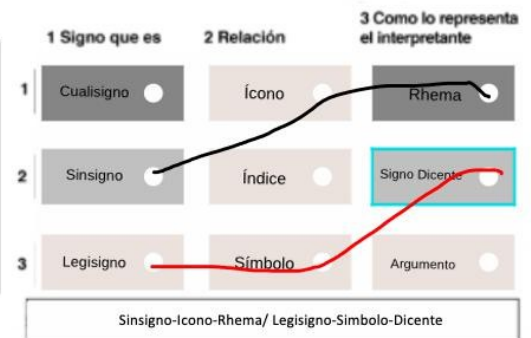 1 Signo que es
2 Relación
3 Como lo representa
el interpretante
1
Cualisigno
Ícono
Rhema
2
Sinsigno
Índice
Signo Dicente
3
Legisigno
Símbolo
Argumento
Sinsigno-Icono-Rhema/ Legisigno-Simbolo-Dicente